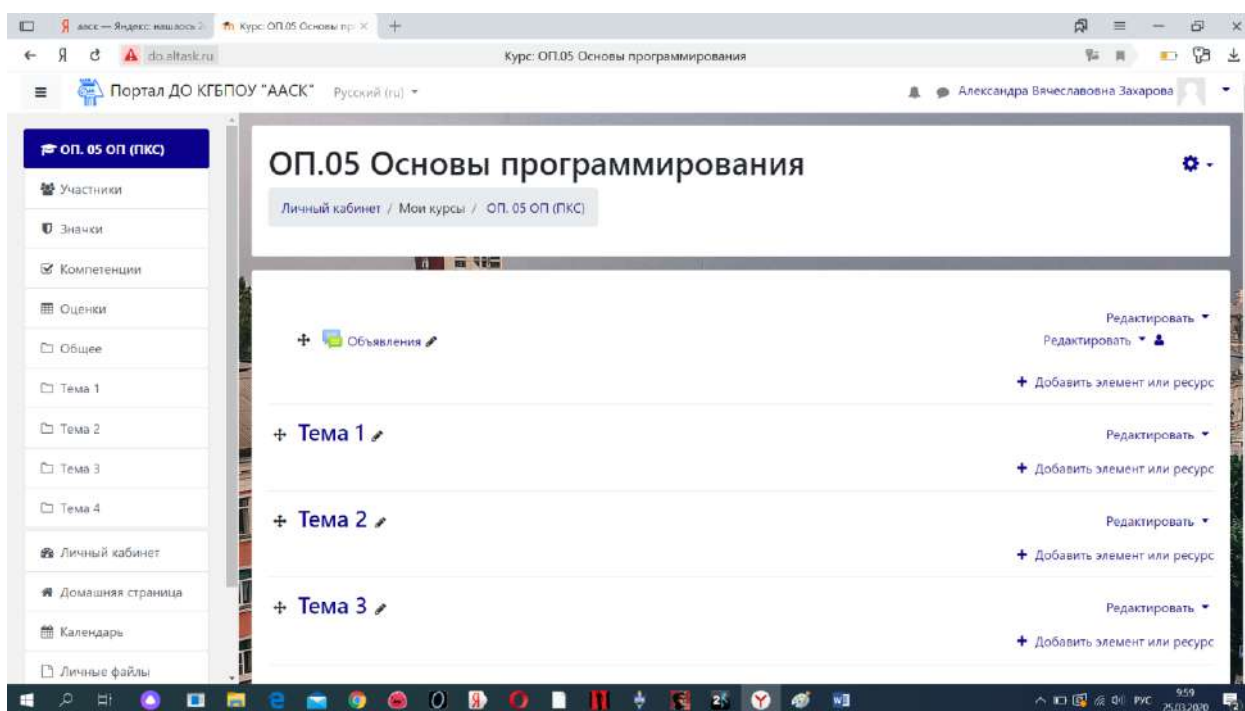 ааск — Яндекс: нашлось 2
Курс: ОП.05 Основы пр
do.altask.ru
Курс: ОП.05 Основы программирования
Портал ДО КГБПОУ "ААСК"
Русский (ru)
Александра Вячеславовна Захарова
ОП. 05 ОП (ПКС)
Участники
Значки
Компетенции
Оценки
Общее
Тема 1
Тема 2
Тема 3
Тема 4
Личный кабинет
Домашняя страница
Календарь
Личные файлы
ОП.05 Основы программирования
Личный кабинет / Мои курсы / ОП. 05 ОП (ПКС)
Редактировать
Объявления
Редактировать
Добавить элемент или ресурс
Тема 1
Редактировать
Добавить элемент или ресурс
Тема 2
Редактировать
Добавить элемент или ресурс
Тема 3
Редактировать
Добавить элемент или ресурс
РУС
9:59
25.03.2020